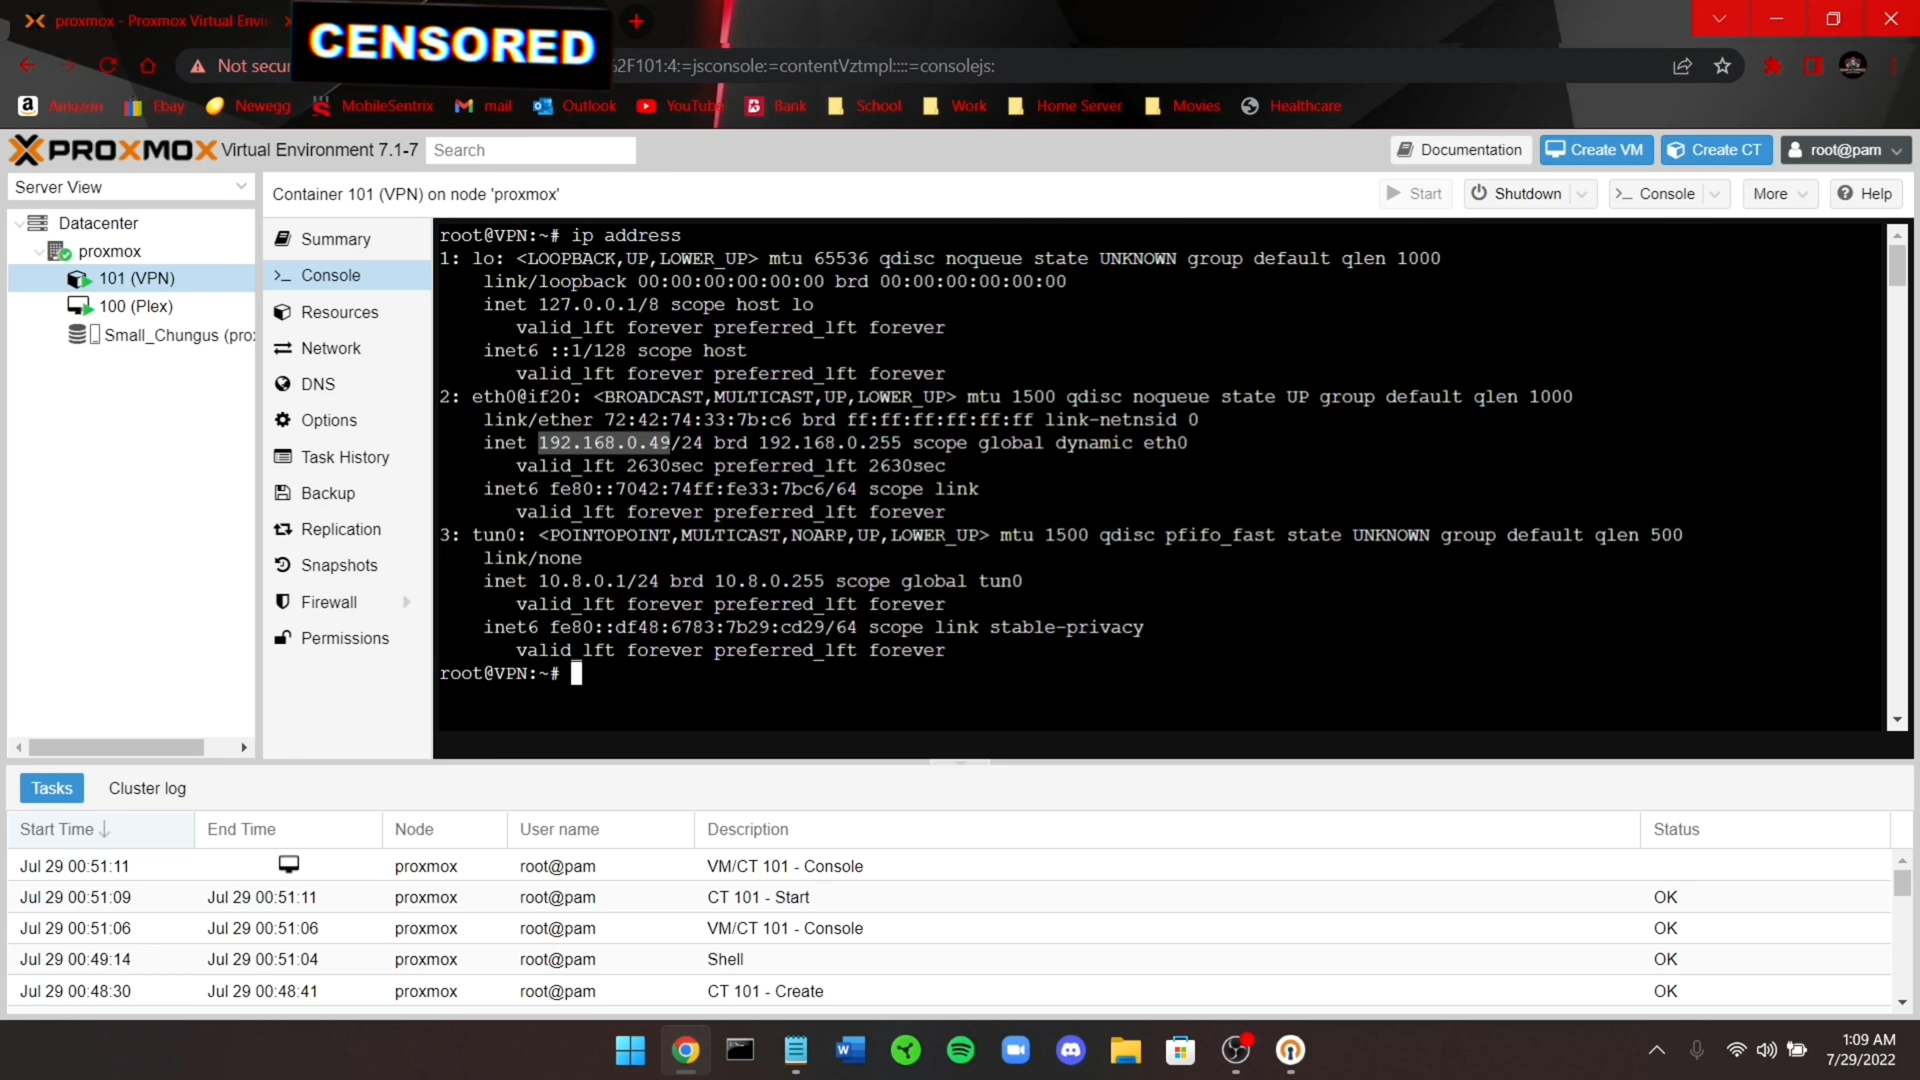 proxmox - Proxmox Virtual Envi
CENSORED
Not secu
2F101:4:=jsconsole:=contentVztmpl::::=consolejs:
Amazon
Ebay
Newegg
MobileSentrix
mail
Outlook
YouTube
Bank
School
Work
Home Server
Movies
Healthcare
PROXMOX Virtual Environment 7.1-7
Search
Documentation
Create VM
Create CT
root@pam
Server View
Container 101 (VPN) on node 'proxmox'
Start
Shutdown
>_ Console
More
Help
Datacenter
proxmox
101 (VPN)
100 (Plex)
Small_Chungus (pro
Summary
>_ Console
Resources
Network
DNS
Options
Task History
Backup
Replication
Snapshots
Firewall
Permissions
root@VPN:~# ip address
1: lo: <LOOPBACK,UP,LOWER_UP> mtu 65536 qdisc noqueue state UNKNOWN group default qlen 1000
link/loopback 00:00:00:00:00:00 brd 00:00:00:00:00:00
inet 127.0.0.1/8 scope host lo
valid_lft forever preferred_lft forever
inet6 ::1/128 scope host
valid_lft forever preferred_lft forever
2: eth0@if20: <BROADCAST,MULTICAST,UP,LOWER_UP> mtu 1500 qdisc noqueue state UP group default qlen 1000
link/ether 72:42:74:33:7b:c6 brd ff:ff:ff:ff:ff:ff link-netnsid 0
inet 192.168.0.49/24 brd 192.168.0.255 scope global dynamic eth0
valid_lft 2630sec preferred_lft 2630sec
inet6 fe80::7042:74ff:fe33:7bc6/64 scope link
valid_lft forever preferred_lft forever
3: tun0: <POINTOPOINT,MULTICAST,NOARP,UP,LOWER_UP> mtu 1500 qdisc pfifo_fast state UNKNOWN group default qlen 500
link/none
inet 10.8.0.1/24 brd 10.8.0.255 scope global tun0
valid_lft forever preferred_lft forever
inet6 fe80::df48:6783:7b29:cd29/64 scope link stable-privacy
valid_lft forever preferred_lft forever
root@VPN:~#
Tasks
Cluster log
Start Time
End Time
Node
User name
Description
Status
Jul 29 00:51:11
proxmox
root@pam
VM/CT 101 - Console
Jul 29 00:51:09
Jul 29 00:51:11
proxmox
root@pam
CT 101 - Start
OK
Jul 29 00:51:06
Jul 29 00:51:06
proxmox
root@pam
VM/CT 101 - Console
OK
Jul 29 00:49:14
Jul 29 00:51:04
proxmox
root@pam
Shell
OK
Jul 29 00:48:30
Jul 29 00:48:41
proxmox
root@pam
CT 101 - Create
OK
1:09 AM
7/29/2022